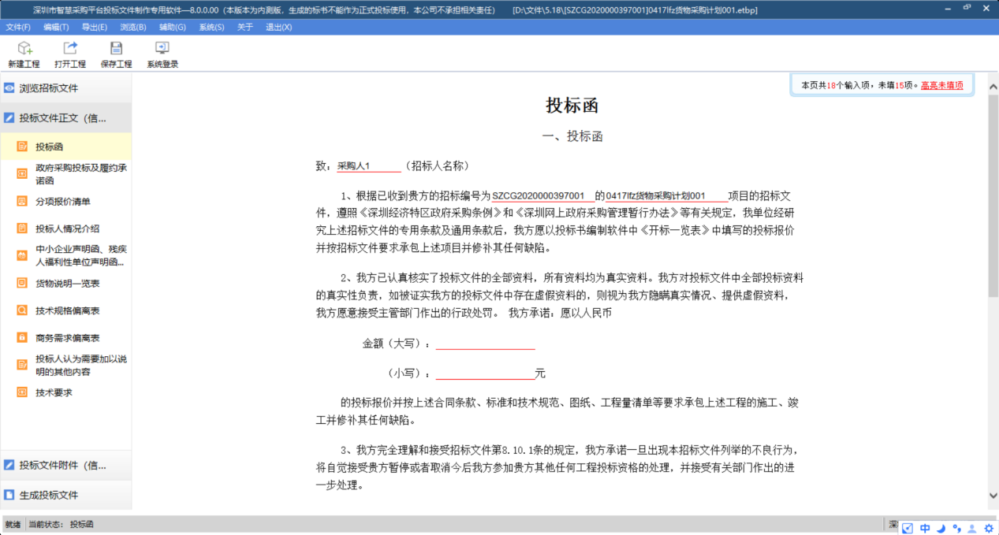 深圳市智慧采购平台投标文件制作专用软件—8.0.0.00（本版本为内测版，生成的标书不能作为正式投标使用，本公司不承担相关责任） [D:\文件\5.18\[SZCG2020000397001]0417lfz货物采购计划001.etbp]
文件(F) 编辑(T) 导出(E) 浏览(B) 辅助(G) 系统(S) 关于 退出(X)
新建工程 打开工程 保存工程 系统登录
浏览招标文件
投标文件正文（信...
投标函
政府采购投标及履约承
诺函
分项报价清单
投标人情况介绍
中小企业声明函、残疾
人福利性单位声明函...
货物说明一览表
技术规格偏离表
商务需求偏离表
投标人认为需要加以说
明的其他内容
技术要求
投标文件附件（信...
生成投标文件
本页共18个输入项，未填15项。高亮未填项
投标函
一、投标函
致：采购人1（招标人名称）
1、根据已收到贵方的招标编号为SZCG2020000397001 的0417lfz货物采购计划001 项目的招标文
件，遵照《深圳经济特区政府采购条例》和《深圳网上政府采购管理暂行办法》等有关规定，我单位经研
究上述招标文件的专用条款及通用条款后，我方愿以投标书编制软件中《开标一览表》中填写的投标报价
并按招标文件要求承包上述项目并修补其任何缺陷。
2、我方已认真核实了投标文件的全部资料，所有资料均为真实资料。我方对投标文件中全部投标资料
的真实性负责，如被证实我方的投标文件中存在虚假资料的，则视为我方隐瞒真实情况、提供虚假资料，
我方愿意接受主管部门作出的行政处罚。 我方承诺：愿以人民币
金额（大写）：
（小写）：元
的投标报价并按上述合同条款、标准和技术规范、图纸、工程量清单等要求承包上述工程的施工、竣
工并修补其任何缺陷。
3、我方完全理解和接受招标文件第8.10.1条的规定，我方承诺一旦出现本招标文件列举的不良行为，
将自觉接受贵方暂停或者取消今后我方参加贵方其他任何工程投标资格的处理，并接受有关部门作出的进
一步处理。
就绪 当前状态： 投标函
深
中